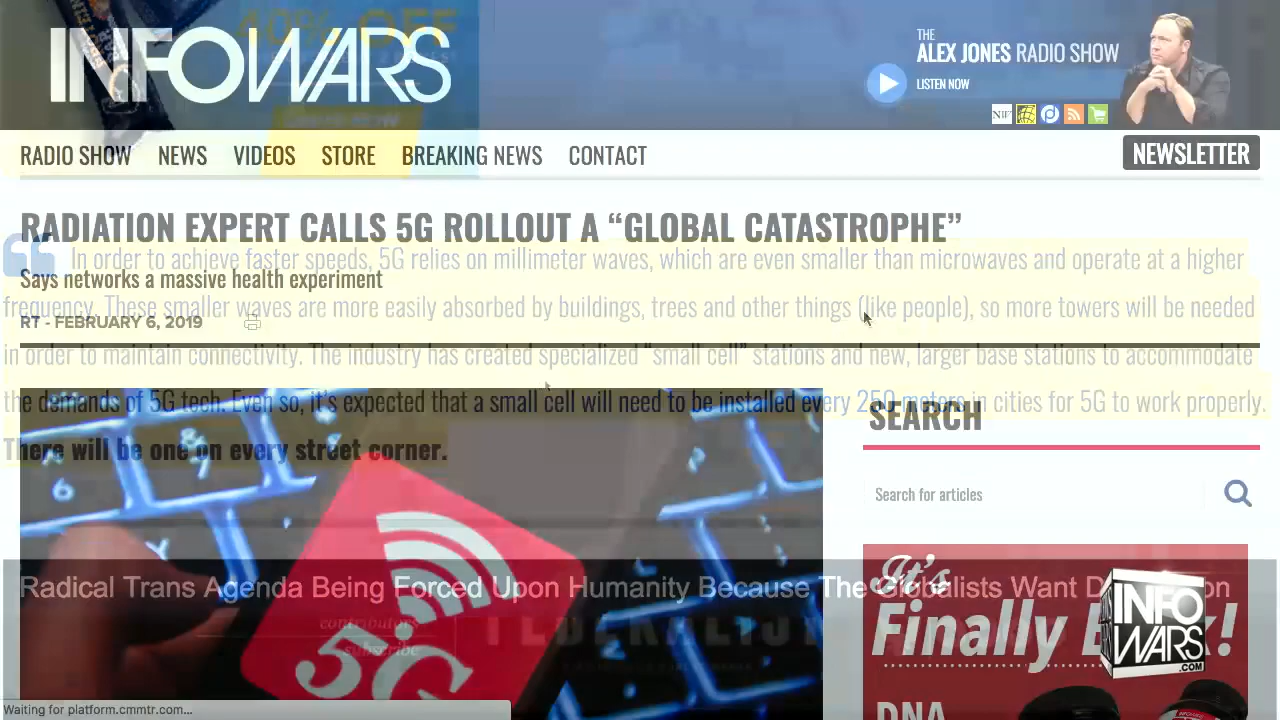 40% OFF
INFOWARS
THE
ALEX JONES RADIO SHOW
LISTEN NOW
RADIO SHOW NEWS VIDEOS STORE BREAKING NEWS CONTACT
NEWSLETTER
RADIATION EXPERT CALLS 5G ROLLOUT A “GLOBAL CATASTROPHE”
In order to achieve faster speeds, 5G relies on millimeter waves, which are even smaller than microwaves and operate at a higher
Says networks a massive health experiment
frequency. These smaller waves are more easily absorbed by buildings, trees and other things (like people), so more towers will be needed
RT - FEBRUARY 6, 2019
in order to maintain connectivity. The industry has created specialized “small cell” stations and new, larger base stations to accommodate
the demands of 5G tech. Even so, it’s expected that a small cell will need to be installed every 250 meters in cities for 5G to work properly.
SEARCH
There will be one on every street corner.
Search for articles
Radical Trans Agenda Being Forced Upon Humanity Because The Globalists Want
It's
Finally
INFO
WARS
.COM
contributors
subscribe
FEDERALIST
5G
DNA
Waiting for platform.cmmtr.com...